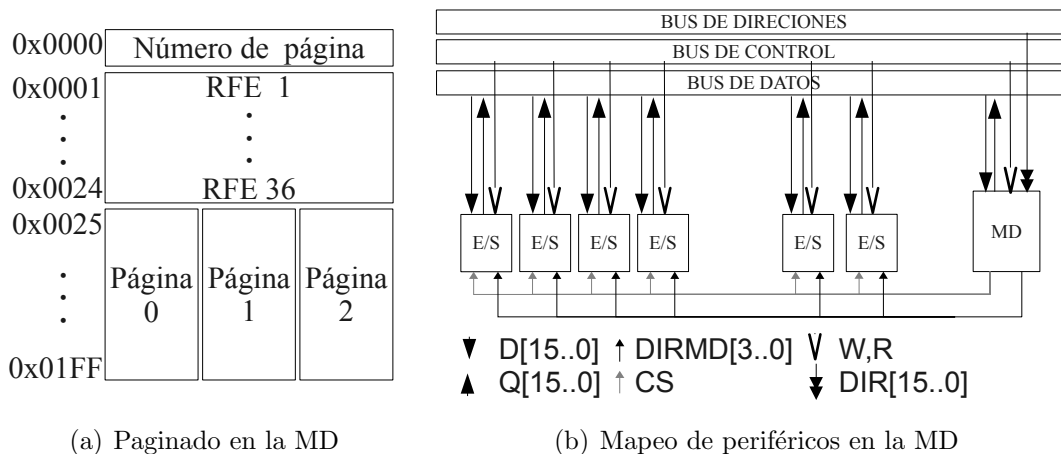 0x0000
Número de página
0x0001
RFE 1
0x0024
RFE 36
0x0025
Página 0
Página 1
Página 2
0x01FF
(a) Paginado en la MD
BUS DE DIRECIONES
BUS DE CONTROL
BUS DE DATOS
E/S
E/S
E/S
E/S
E/S
E/S
MD
D[15..0]
DIRMD[3..0]
W,R
Q[15..0]
CS
DIR[15..0]
(b) Mapeo de periféricos en la MD